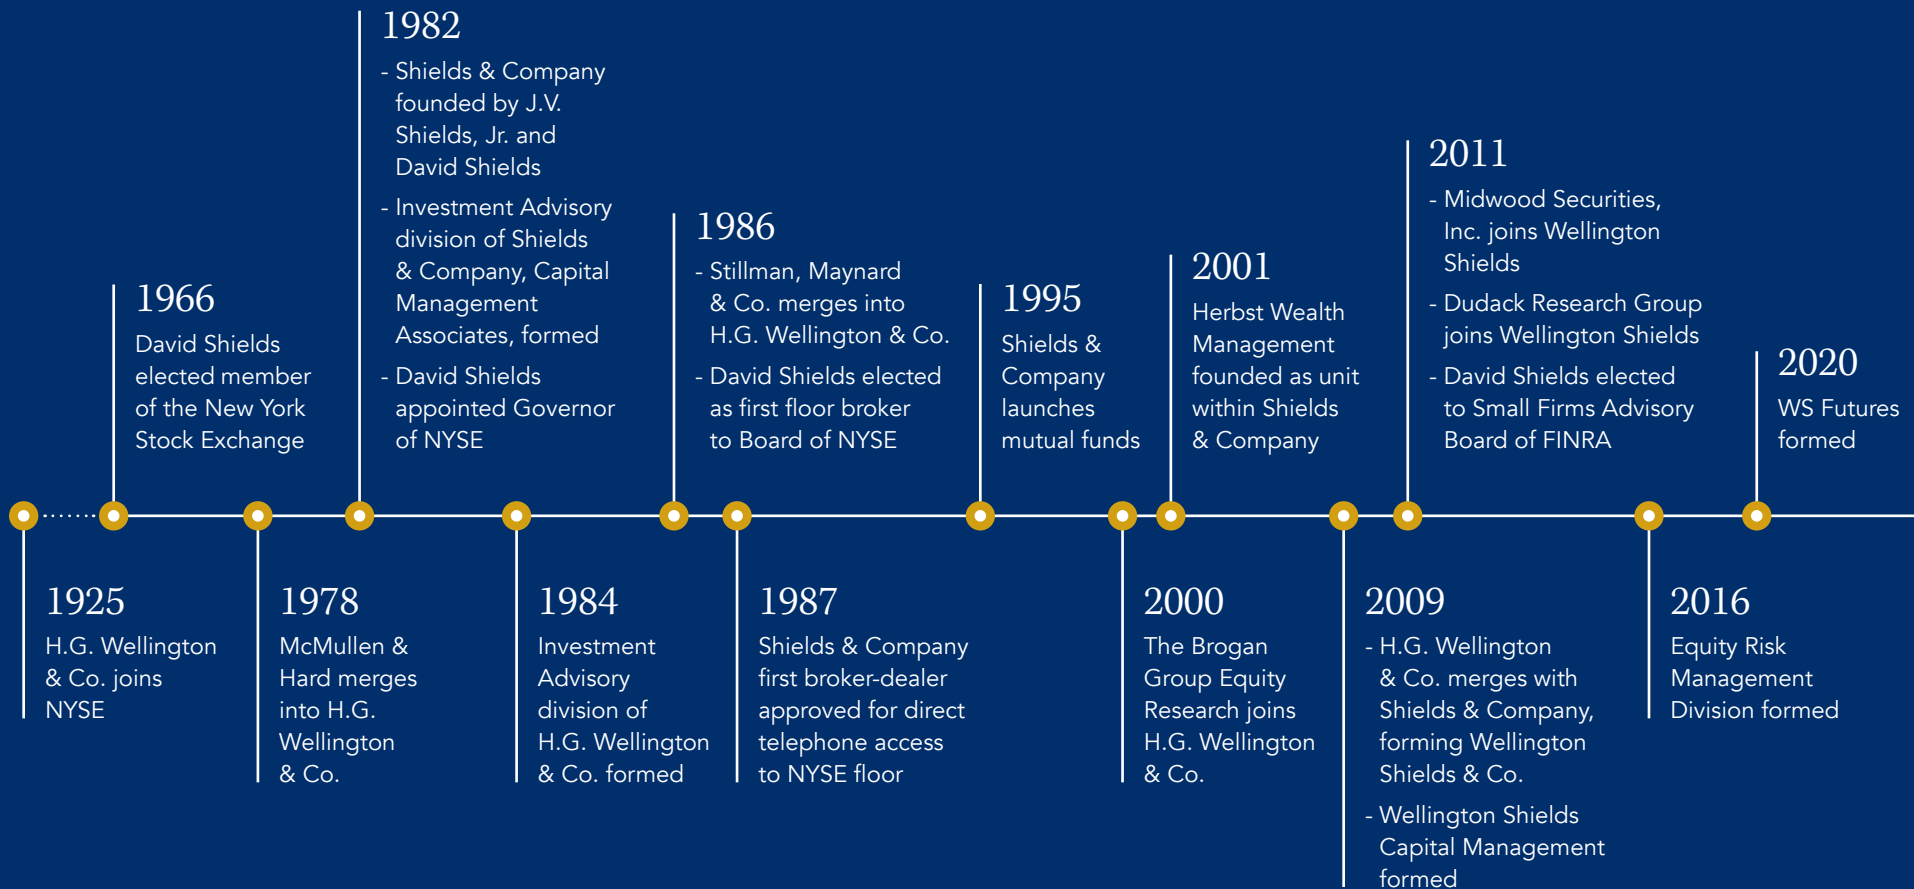 1982
- Shields & Company
founded by J.V.
Shields, Jr. and
David Shields
- Investment Advisory
division of Shields
& Company, Capital
Management
Associates, formed
- David Shields
appointed Governor
of NYSE
1966
David Shields
elected member
of the New York
Stock Exchange
1986
- Stillman, Maynard
& Co. merges into
H.G. Wellington & Co.
- David Shields elected
as first floor broker
to Board of NYSE
1995
Shields &
Company
launches
mutual funds
2001
Herbst Wealth
Management
founded as unit
within Shields
& Company
2011
- Midwood Securities,
Inc. joins Wellington
Shields
- Dudack Research Group
joins Wellington Shields
- David Shields elected
to Small Firms Advisory
Board of FINRA
2020
WS Futures
formed
1925
H.G. Wellington
& Co. joins
NYSE
1978
McMullen &
Hard merges
into H.G.
Wellington
& Co.
1984
Investment
Advisory
division of
H.G. Wellington
& Co. formed
1987
Shields & Company
first broker-dealer
approved for direct
telephone access
to NYSE floor
2000
The Brogan
Group Equity
Research joins
H.G. Wellington
& Co.
2009
- H.G. Wellington
& Co. merges with
Shields & Company,
forming Wellington
Shields & Co.
- Wellington Shields
Capital Management
formed
2016
Equity Risk
Management
Division formed